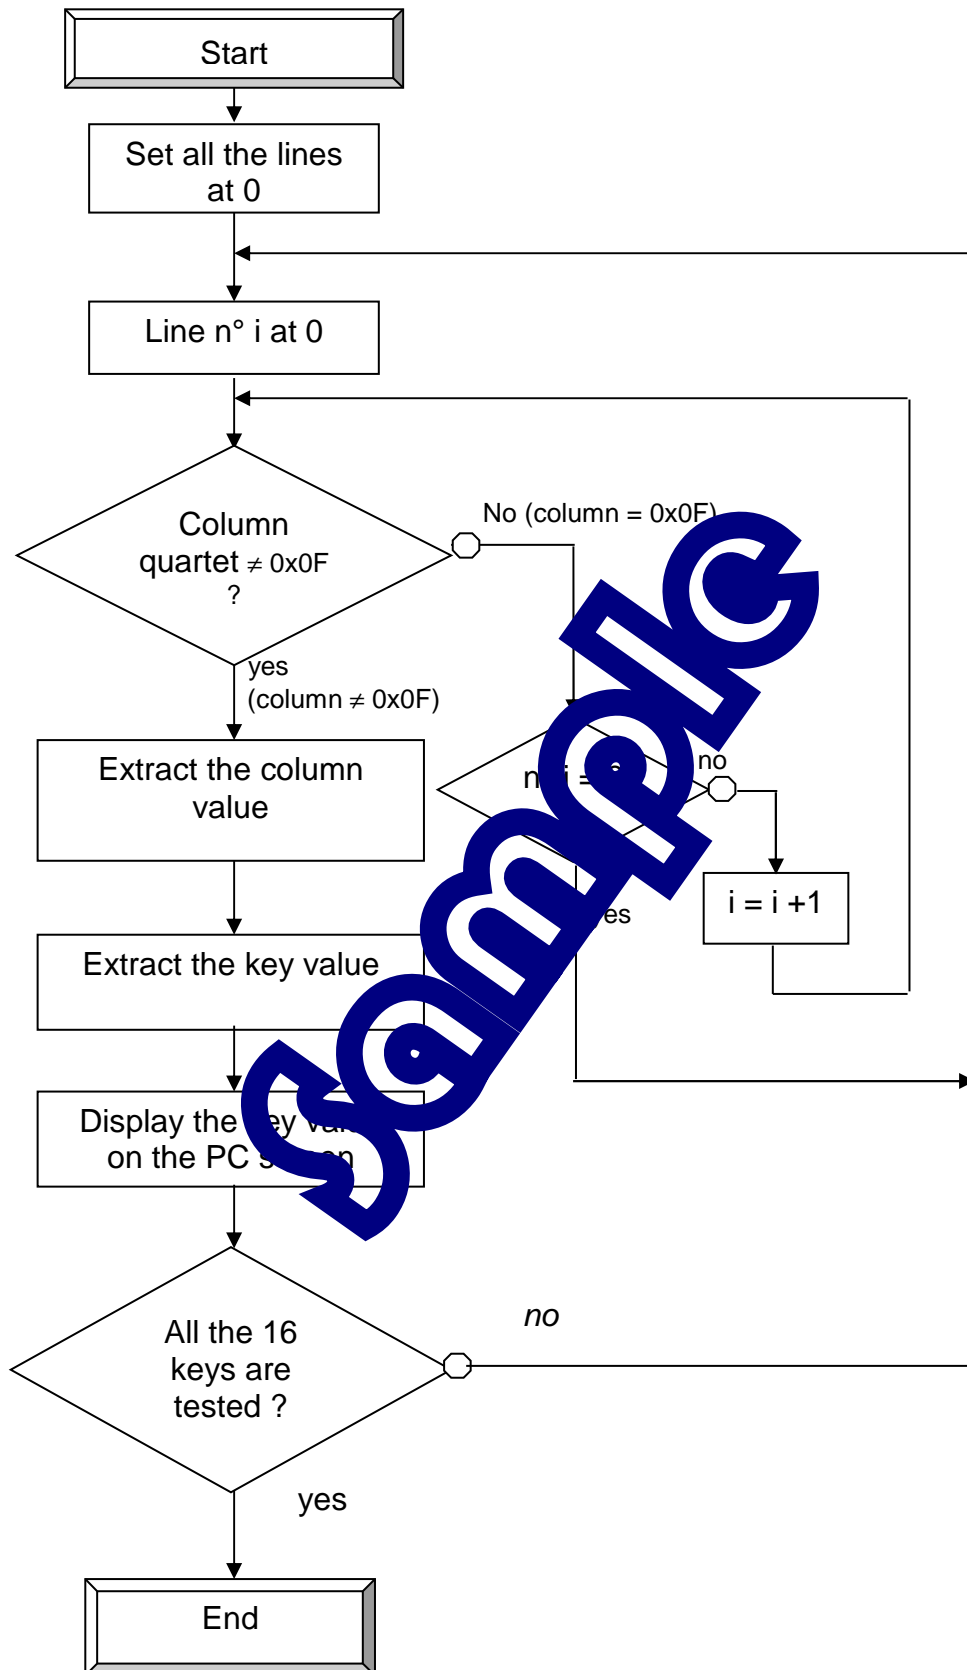 Start
Set all the lines
at 0
Line n° i at 0
Column
quartet ≠ 0x0F
?
No (column = 0x0F)
yes
(column ≠ 0x0F)
Extract the column
value
i =
no
i = i +1
Extract the key value
Display the
on the PC
All the 16
keys are
tested ?
no
yes
End
Sample